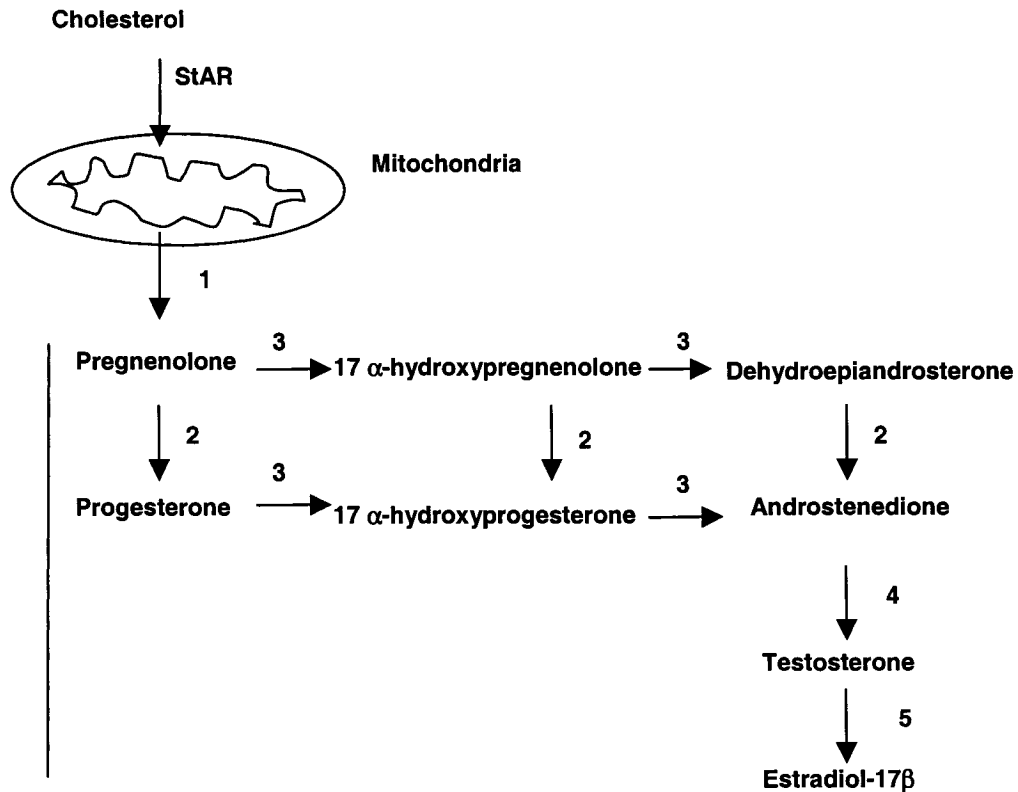 Cholesterol
StAR
Mitochondria
1
3 3
Pregnenolone 17 α-hydroxypregnenolone Dehydroepiandrosterone
2 2 2
3 3
Progesterone 17 α-hydroxyprogesterone Androstenedione
4
Testosterone
5
Estradiol-17β